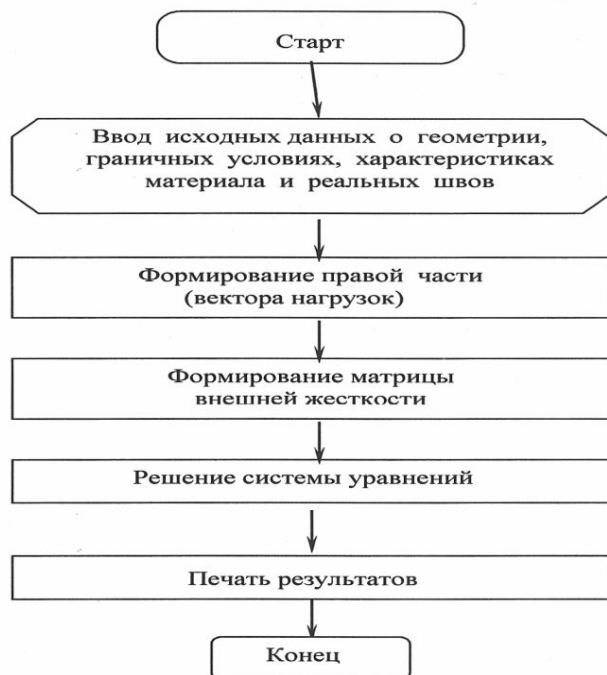 Старт
Ввод исходных данных о геометрии,
граничных условиях, характеристиках
материала и реальных швов
Формирование правой части
(вектора нагрузок)
Формирование матрицы
внешней жесткости
Решение системы уравнений
Печать результатов
Конец